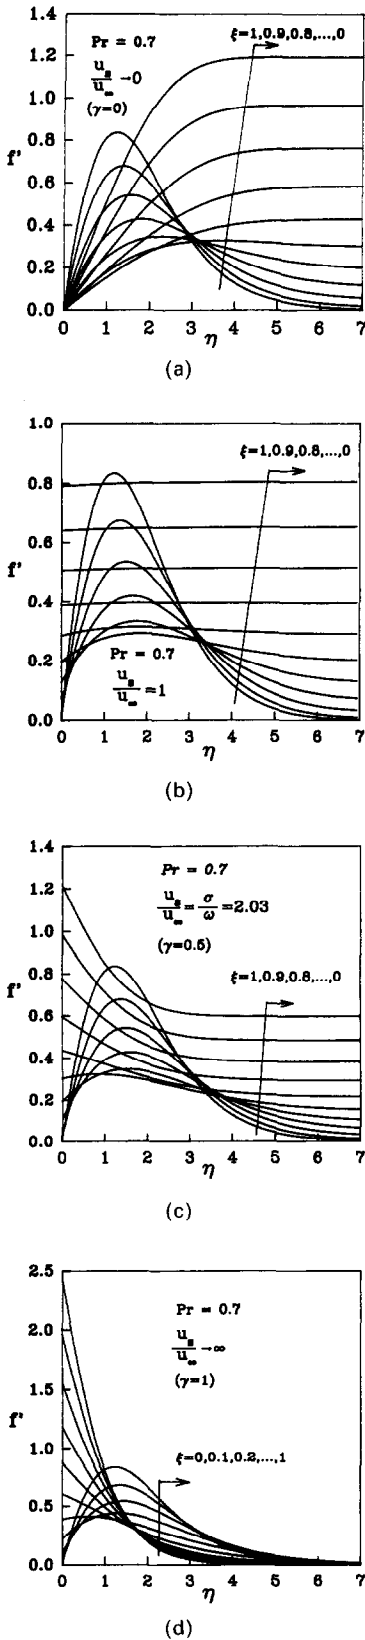 1.4
1.2
1.0
0.8
0.6
0.4
0.2
0.0
f'
Pr = 0.7
u_s/u_∞ → 0
(γ=0)
ξ=1,0.9,0.8,...,0
0 1 2 3 4 5 6 7
η
(a)
1.0
0.8
0.6
0.4
0.2
0.0
f'
ξ=1,0.9,0.8,...,0
Pr = 0.7
u_s/u_∞ = 1
0 1 2 3 4 5 6 7
η
(b)
1.4
1.2
1.0
0.8
0.6
0.4
0.2
0.0
f'
Pr = 0.7
u_s/u_∞ = σ/ω = 2.03
(γ=0.5)
ξ=1,0.9,0.8,...,0
0 1 2 3 4 5 6 7
η
(c)
2.5
2.0
1.5
1.0
0.5
0.0
f'
Pr = 0.7
u_s/u_∞ → ∞
(γ=1)
ξ=0,0.1,0.2,...,1
0 1 2 3 4 5 6 7
η
(d)